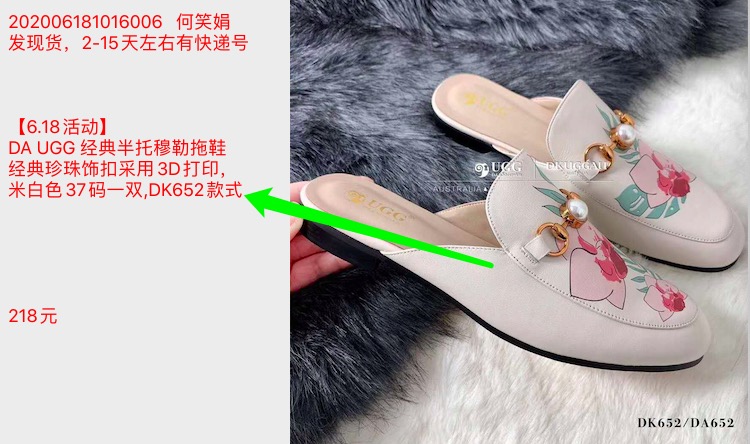 202006181016006 何笑娟
发现货，2-15天左右有快递号
【6.18活动】
DA UGG 经典半托穆勒拖鞋
经典珍珠饰扣采用3D打印，
米白色37码一双,DK652款式
218元
UGG
UGG
UGG
DKUGGAU
AUSTRALIA
DK652/DA652